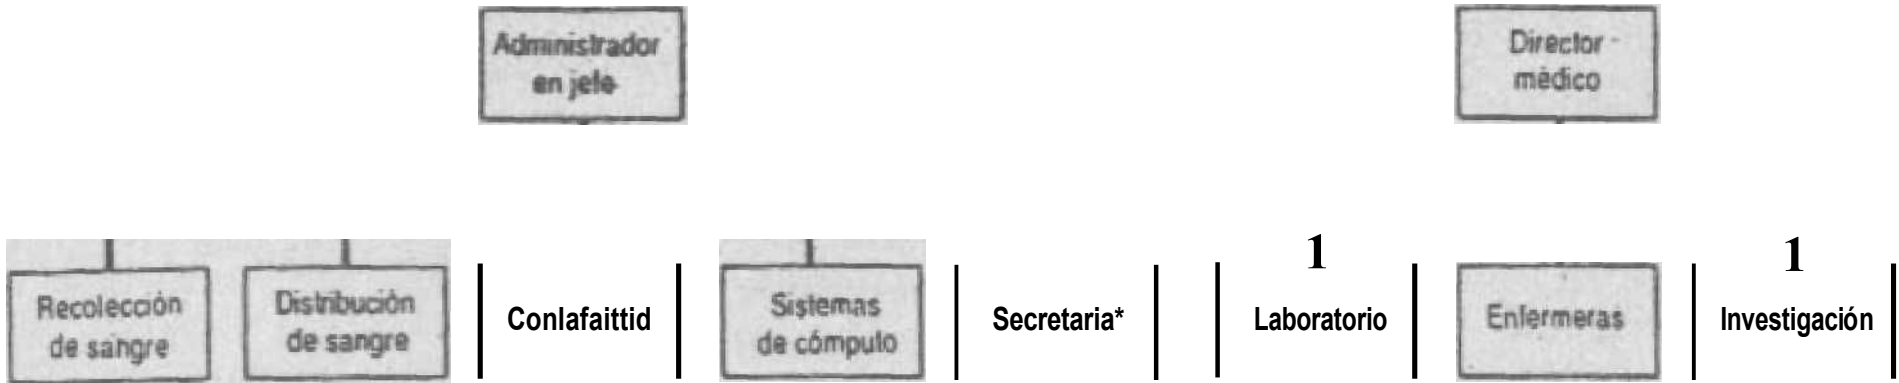 Administrador
en jefe
Director
médico
1
1
Recolección
de sangre
Distribución
de sangre
Conlafaittid
Sistemas
de cómputo
Secretaria*
Laboratorio
Enfermeras
Investigación